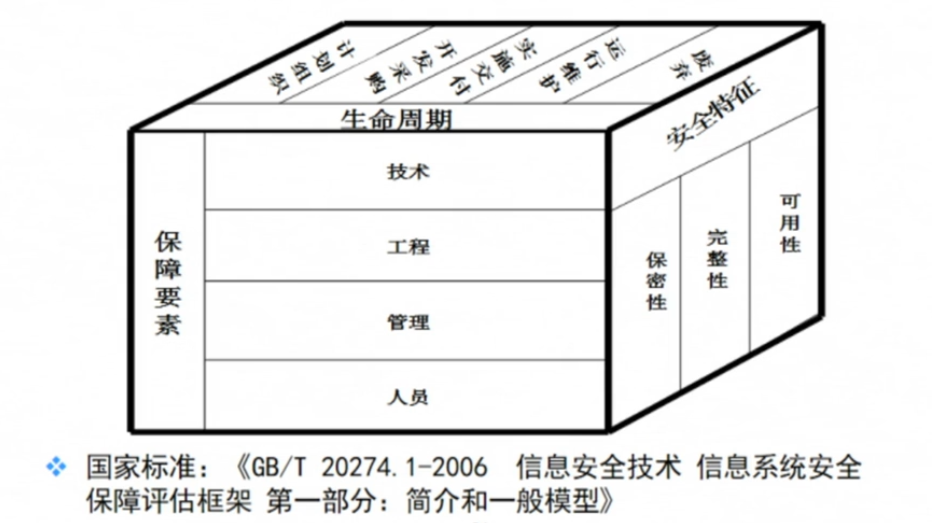 计划组织
开发采购
实施交付
运行维护
废弃
生命周期
安全特征
保障要素
技术
工程
管理
人员
保密性
完整性
可用性
国家标准：《GB/T 20274.1-2006 信息安全技术 信息系统安全
保障评估框架 第一部分：简介和一般模型》